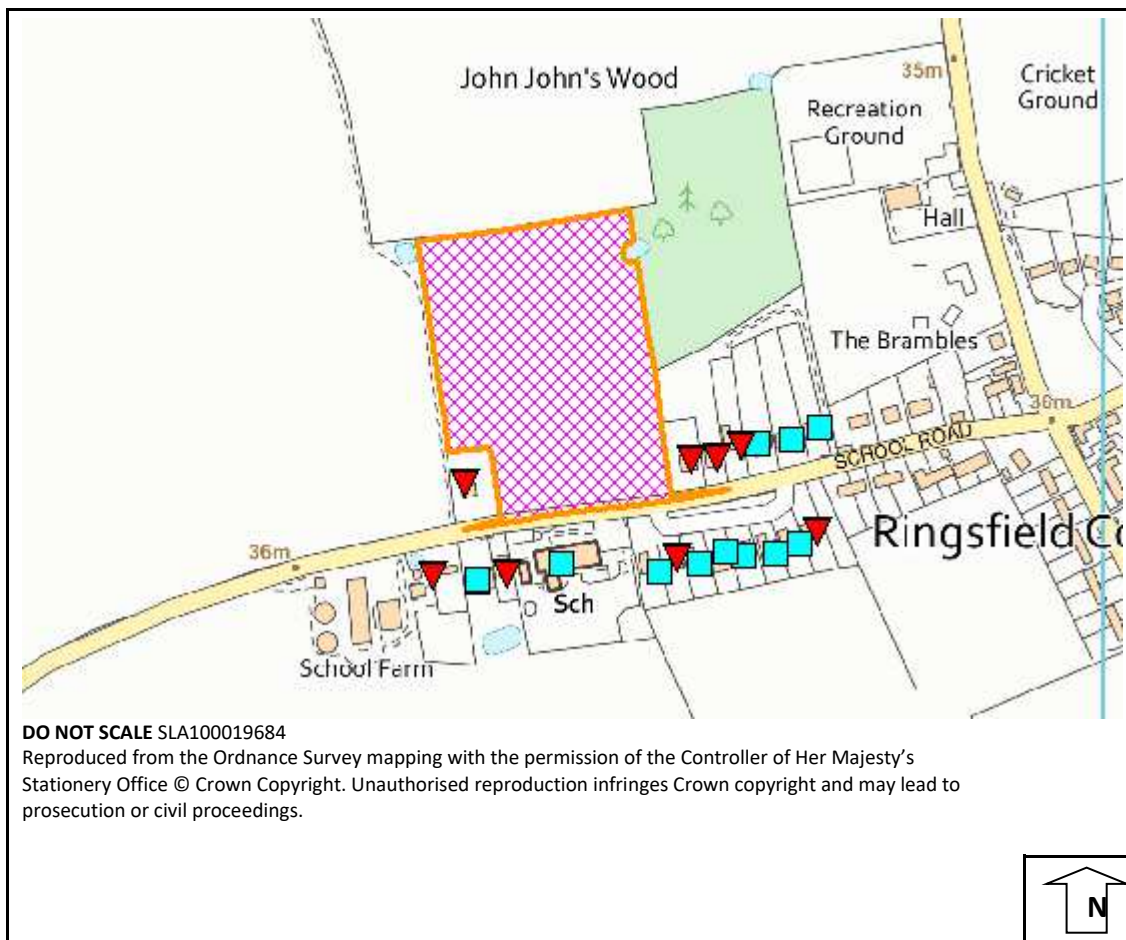 John John's Wood
35m
Cricket
Ground
Recreation
Ground
Hall
The Brambles
36m
SCHOOL ROAD
Ringsfield Co
36m
Sch
School Farm
DO NOT SCALE SLA100019684
Reproduced from the Ordnance Survey mapping with the permission of the Controller of Her Majesty's
Stationery Office © Crown Copyright. Unauthorised reproduction infringes Crown copyright and may lead to
prosecution or civil proceedings.
N